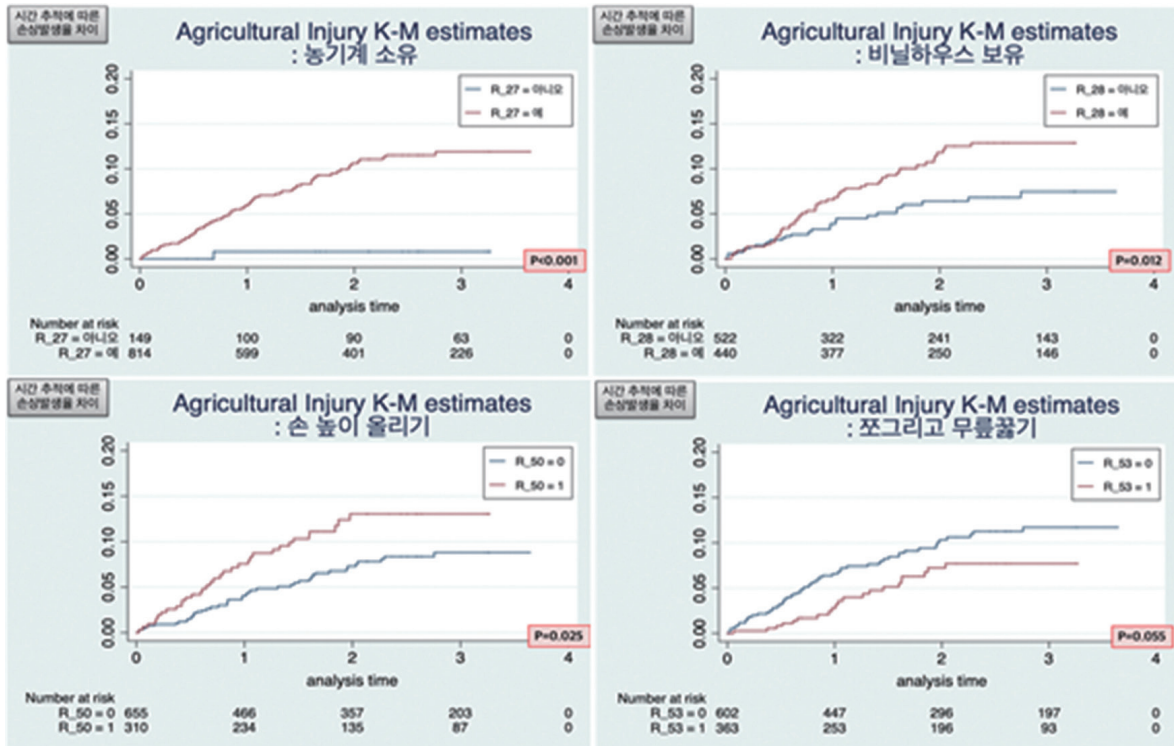 시간 추적에 따른
손상발생율 차이
Agricultural Injury K-M estimates
: 농기계 소유
R_27 = 아니오
R_27 = 예
0.20
0.15
0.10
0.05
0.00
P<0.001
0 1 2 3 4
analysis time
Number at risk
R_27 = 아니오 149 100 90 63 0
R_27 = 예 814 599 401 226 0
시간 추적에 따른
손상발생율 차이
Agricultural Injury K-M estimates
: 비닐하우스 보유
R_28 = 아니오
R_28 = 예
0.20
0.15
0.10
0.05
0.00
P=0.012
0 1 2 3 4
analysis time
Number at risk
R_28 = 아니오 522 322 241 143 0
R_28 = 예 440 377 250 146 0
시간 추적에 따른
손상발생율 차이
Agricultural Injury K-M estimates
: 손 높이 올리기
R_50 = 0
R_50 = 1
0.20
0.15
0.10
0.05
0.00
P=0.025
0 1 2 3 4
analysis time
Number at risk
R_50 = 0 655 466 357 203 0
R_50 = 1 310 234 135 87 0
시간 추적에 따른
손상발생율 차이
Agricultural Injury K-M estimates
: 쪼그리고 무릎꿇기
R_53 = 0
R_53 = 1
0.20
0.15
0.10
0.05
0.00
P=0.055
0 1 2 3 4
analysis time
Number at risk
R_53 = 0 602 447 296 197 0
R_53 = 1 363 253 196 93 0